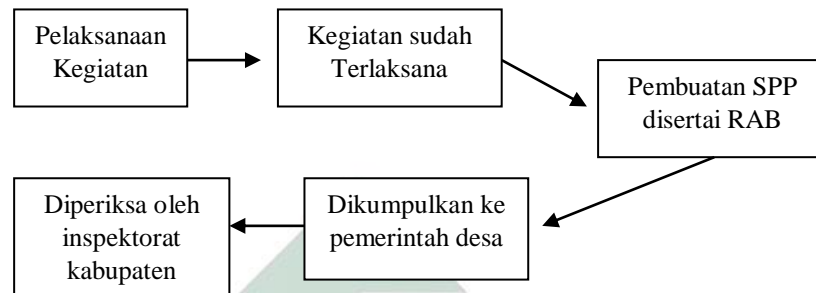 Pelaksanaan
Kegiatan
Kegiatan sudah
Terlaksana
Pembuatan SPP
disertai RAB
Dikumpulkan ke
pemerintah desa
Diperiksa oleh
inspektorat
kabupaten